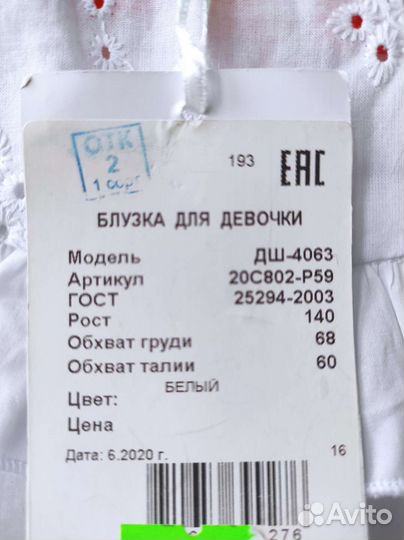 ОТК
2
1 сорт
193
ЕАС
БЛУЗКА ДЛЯ ДЕВОЧКИ
Модель ДШ-4063
Артикул 20С802-Р59
ГОСТ 25294-2003
Рост 140
Обхват груди 68
Обхват талии 60
Цвет: БЕЛЫЙ
Цена
Дата: 6.2020 г. 16
276
Avito